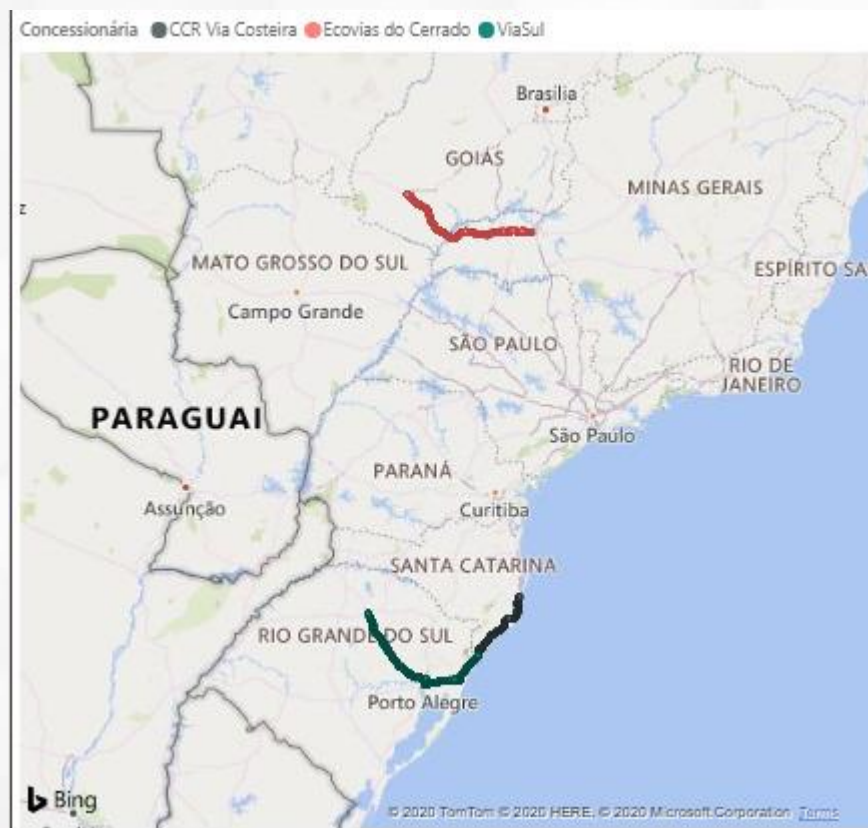 Concessionária CCR Via Costeira Ecovias do Cerrado ViaSul
Brasília
GOIÁS
MINAS GERAIS
z
MATO GROSSO DO SUL
ESPÍRITO SA
Campo Grande
SÃO PAULO
RIO DE
JANEIRO
PARAGUAI
São Paulo
PARANÁ
Assunção
Curitiba
SANTA CATARINA
RIO GRANDE DO SUL
Porto Alegre
Bing
© 2020 TomTom © 2020 HERE, © 2020 Microsoft Corporation Terms